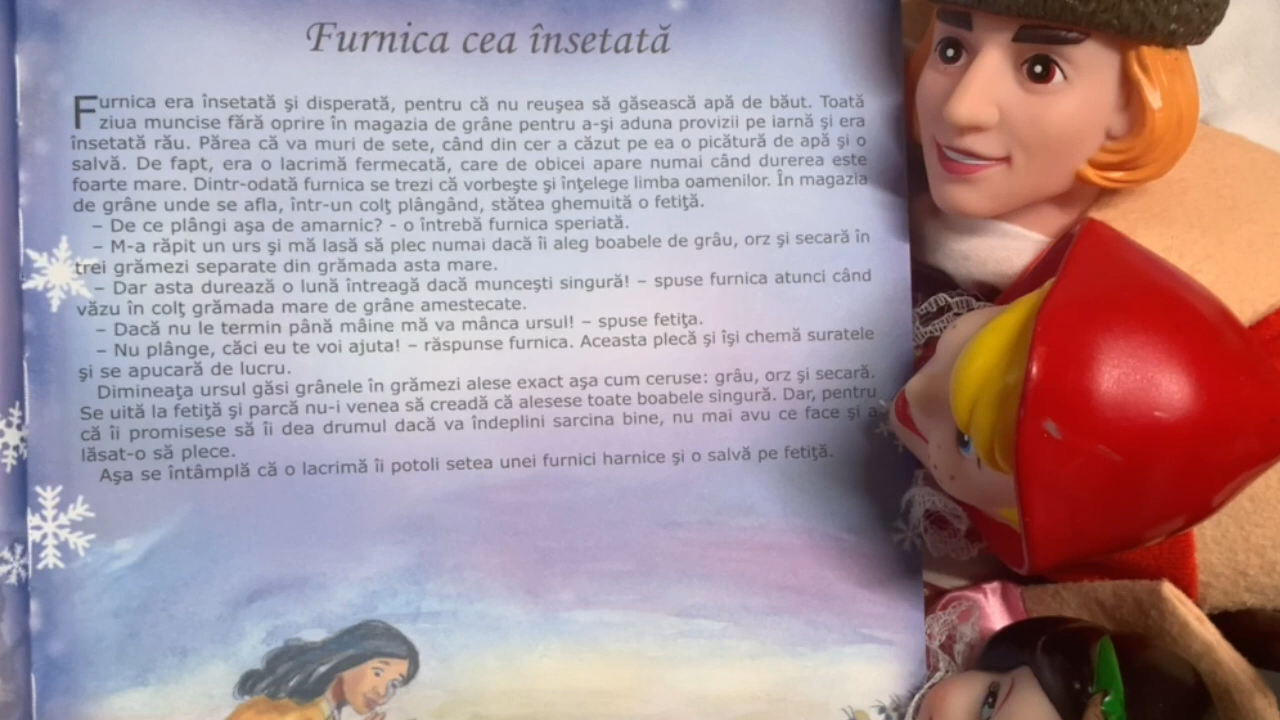 Furnica cea însetată
Furnica era însetată şi disperată, pentru că nu reuşea să găsească apă de băut. Toată
ziua muncise fără oprire în magazia de grâne pentru a-şi aduna provizii pe iarnă şi era
însetată rău. Părea că va muri de sete, când din cer a căzut pe ea o picătură de apă şi o
salvă. De fapt, era o lacrimă fermecată, care de obicei apare numai când durerea este
foarte mare. Dintr-odată furnica se trezi că vorbeşte şi înţelege limba oamenilor. În magazia
de grâne unde se afla, într-un colţ plângând, stătea ghemuită o fetiţă.
– De ce plângi aşa de amarnic? - o întrebă furnica speriată.
– M-a răpit un urs şi mă lasă să plec numai dacă îi aleg boabele de grâu, orz şi secară în
trei grămezi separate din grămada asta mare.
– Dar asta durează o lună întreagă dacă munceşti singură! – spuse furnica atunci când
văzu în colţ grămada mare de grâne amestecate.
– Dacă nu le termin până mâine mă va mânca ursul! – spuse fetiţa.
– Nu plânge, căci eu te voi ajuta! – răspunse furnica. Aceasta plecă şi îşi chemă suratele
şi se apucară de lucru.
Dimineaţa ursul găsi grânele în grămezi alese exact aşa cum ceruse: grâu, orz şi secară.
Se uită la fetiţă şi parcă nu-i venea să creadă că alesese toate boabele singură. Dar, pentru
că îi promisese să îi dea drumul dacă va îndeplini sarcina bine, nu mai avu ce face şi a
lăsat-o să plece.
Aşa se întâmplă că o lacrimă îi potoli setea unei furnici harnice şi o salvă pe fetiţă.